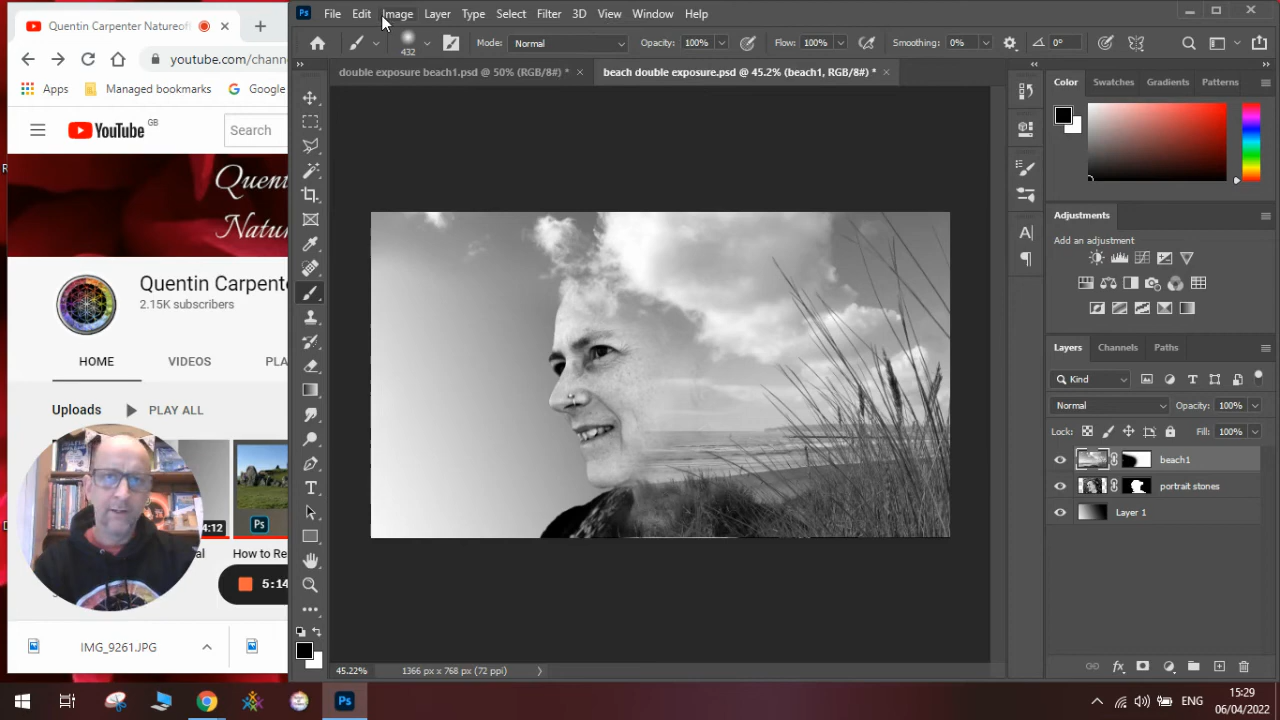 Quentin Carpenter Natureof
File Edit Image Layer Type Select Filter 3D View Window Help
432 Mode: Normal Opacity: 100% Flow: 100% Smoothing: 0% 0°
youtube.com/chann
double exposure beach1.psd @ 50% (RGB/8#) * beach double exposure.psd @ 45.2% (beach1, RGB/8#) *
Apps Managed bookmarks Google
YouTube GB Search
Quenti
Natur
Quentin Carpente
2.15K subscribers
HOME VIDEOS PLA
Uploads PLAY ALL
4:12
Ps
al How to Re
5:14
IMG_9261.JPG
45.22% 1366 px x 768 px (72 ppi)
Color Swatches Gradients Patterns
Adjustments
Add an adjustment
Layers Channels Paths
Kind
Normal Opacity: 100%
Lock: Fill: 100%
beach1
portrait stones
Layer 1
Ps
ENG 15:29
06/04/2022